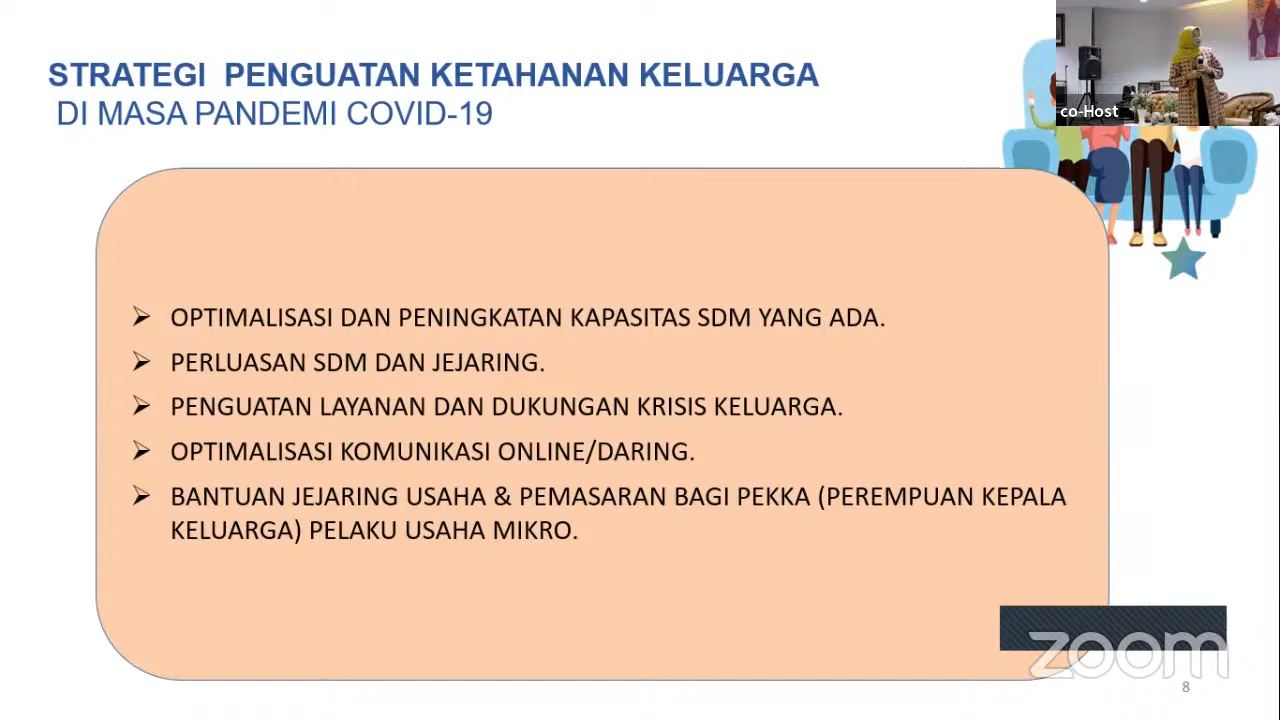 STRATEGI PENGUATAN KETAHANAN KELUARGA
DI MASA PANDEMI COVID-19
co-Host
OPTIMALISASI DAN PENINGKATAN KAPASITAS SDM YANG ADA.
PERLUASAN SDM DAN JEJARING.
PENGUATAN LAYANAN DAN DUKUNGAN KRISIS KELUARGA.
OPTIMALISASI KOMUNIKASI ONLINE/DARING.
BANTUAN JEJARING USAHA & PEMASARAN BAGI PEKKA (PEREMPUAN KEPALA
KELUARGA) PELAKU USAHA MIKRO.
zoom
8